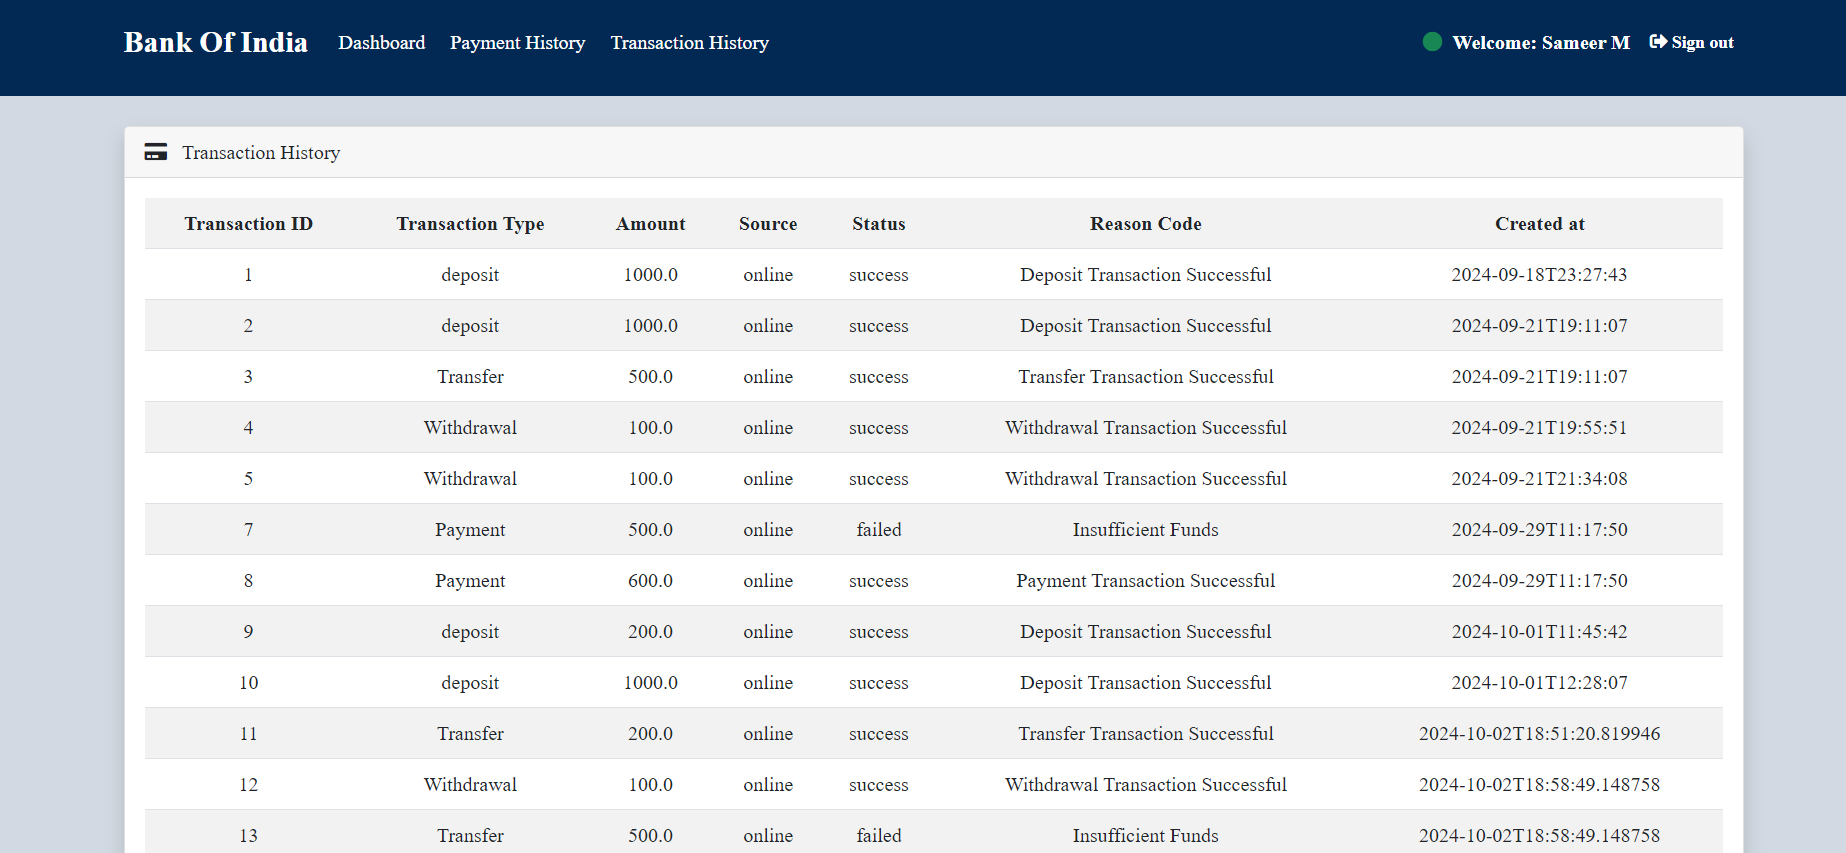 Bank Of India Dashboard Payment History Transaction History Welcome: Sameer M Sign out
Transaction History
Transaction ID Transaction Type Amount Source Status Reason Code Created at
1 deposit 1000.0 online success Deposit Transaction Successful 2024-09-18T23:27:43
2 deposit 1000.0 online success Deposit Transaction Successful 2024-09-21T19:11:07
3 Transfer 500.0 online success Transfer Transaction Successful 2024-09-21T19:11:07
4 Withdrawal 100.0 online success Withdrawal Transaction Successful 2024-09-21T19:55:51
5 Withdrawal 100.0 online success Withdrawal Transaction Successful 2024-09-21T21:34:08
7 Payment 500.0 online failed Insufficient Funds 2024-09-29T11:17:50
8 Payment 600.0 online success Payment Transaction Successful 2024-09-29T11:17:50
9 deposit 200.0 online success Deposit Transaction Successful 2024-10-01T11:45:42
10 deposit 1000.0 online success Deposit Transaction Successful 2024-10-01T12:28:07
11 Transfer 200.0 online success Transfer Transaction Successful 2024-10-02T18:51:20.819946
12 Withdrawal 100.0 online success Withdrawal Transaction Successful 2024-10-02T18:58:49.148758
13 Transfer 500.0 online failed Insufficient Funds 2024-10-02T18:58:49.148758